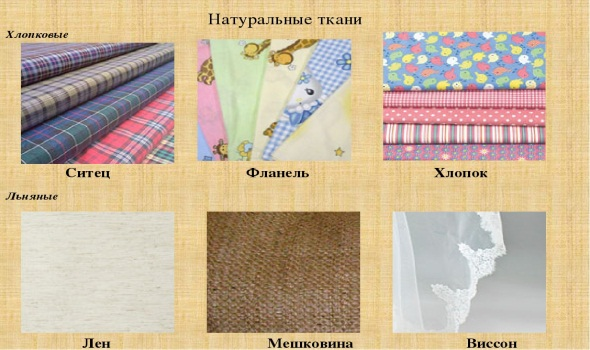 Натуральные ткани
Хлопковые
Ситец Фланель Хлопок
Льняные
Лен Мешковина Виссон